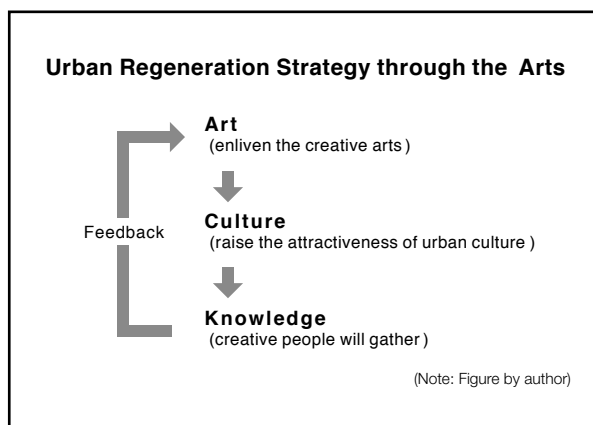 Urban Regeneration Strategy through the Arts
Art
(enliven the creative arts)
Culture
Feedback
(raise the attractiveness of urban culture)
Knowledge
(creative people will gather)
(Note: Figure by author)